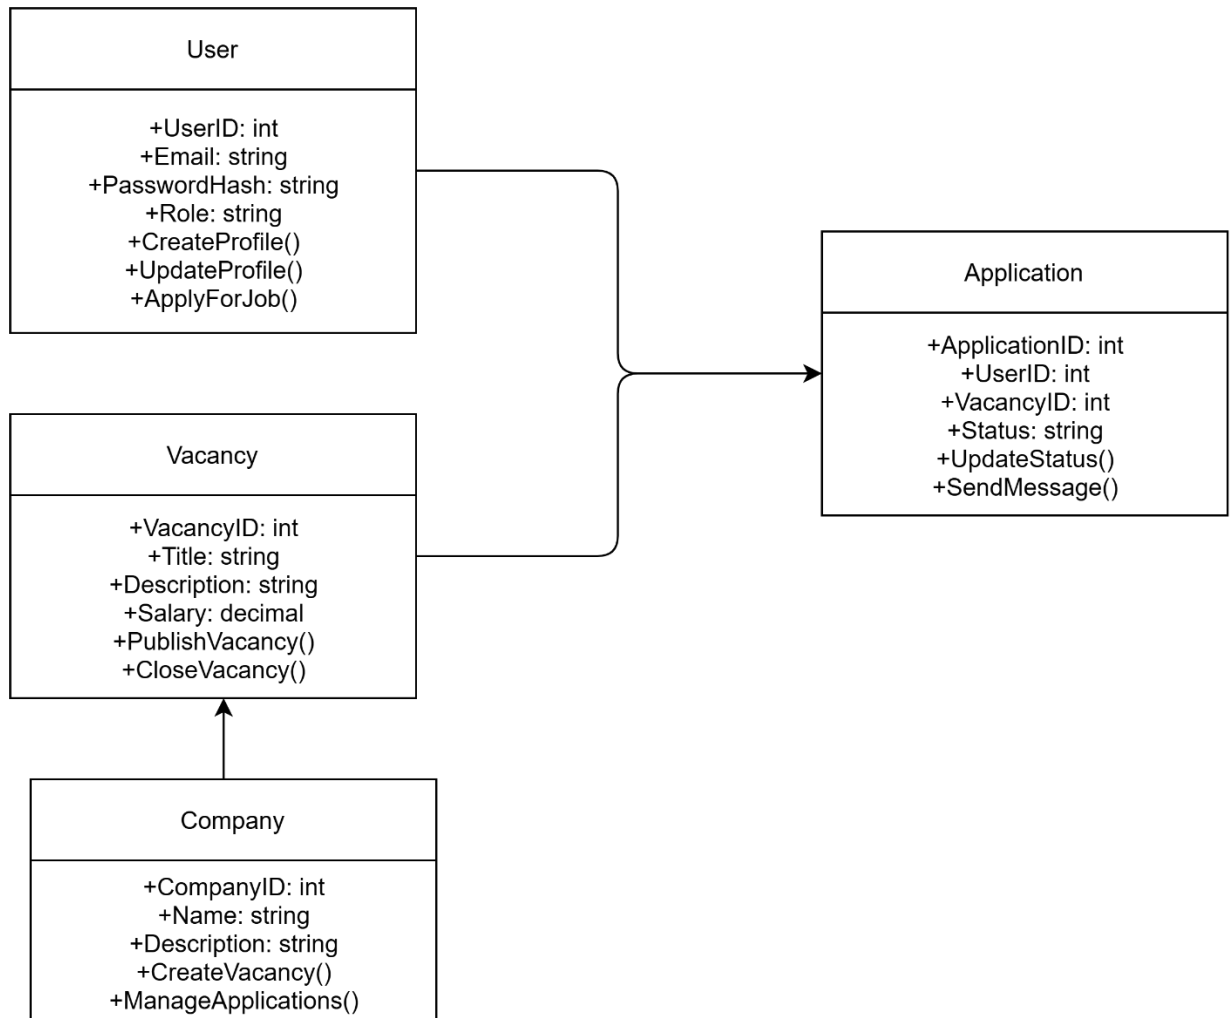 User
+UserID: int
+Email: string
+PasswordHash: string
+Role: string
+CreateProfile()
+UpdateProfile()
+ApplyForJob()
Application
+ApplicationID: int
+UserID: int
+VacancyID: int
+Status: string
+UpdateStatus()
+SendMessage()
Vacancy
+VacancyID: int
+Title: string
+Description: string
+Salary: decimal
+PublishVacancy()
+CloseVacancy()
Company
+CompanyID: int
+Name: string
+Description: string
+CreateVacancy()
+ManageApplications()